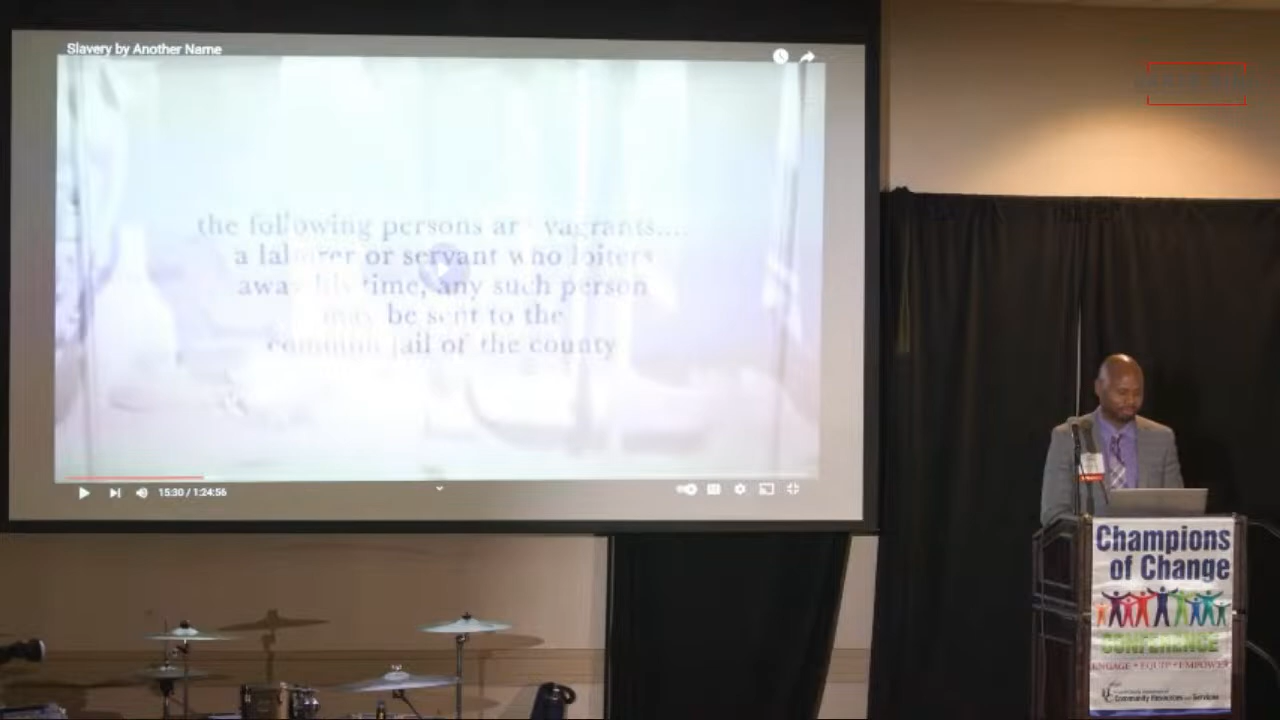 Slavery by Another Name
the following persons are vagrants....
a laborer or servant who loiters
away his time, any such person
may be sent to the
common jail of the county
15:30 / 1:24:56
Champions
of Change
CONFERENCE
ENGAGE * EQUIP * EMPOWER
Community Resources and Services